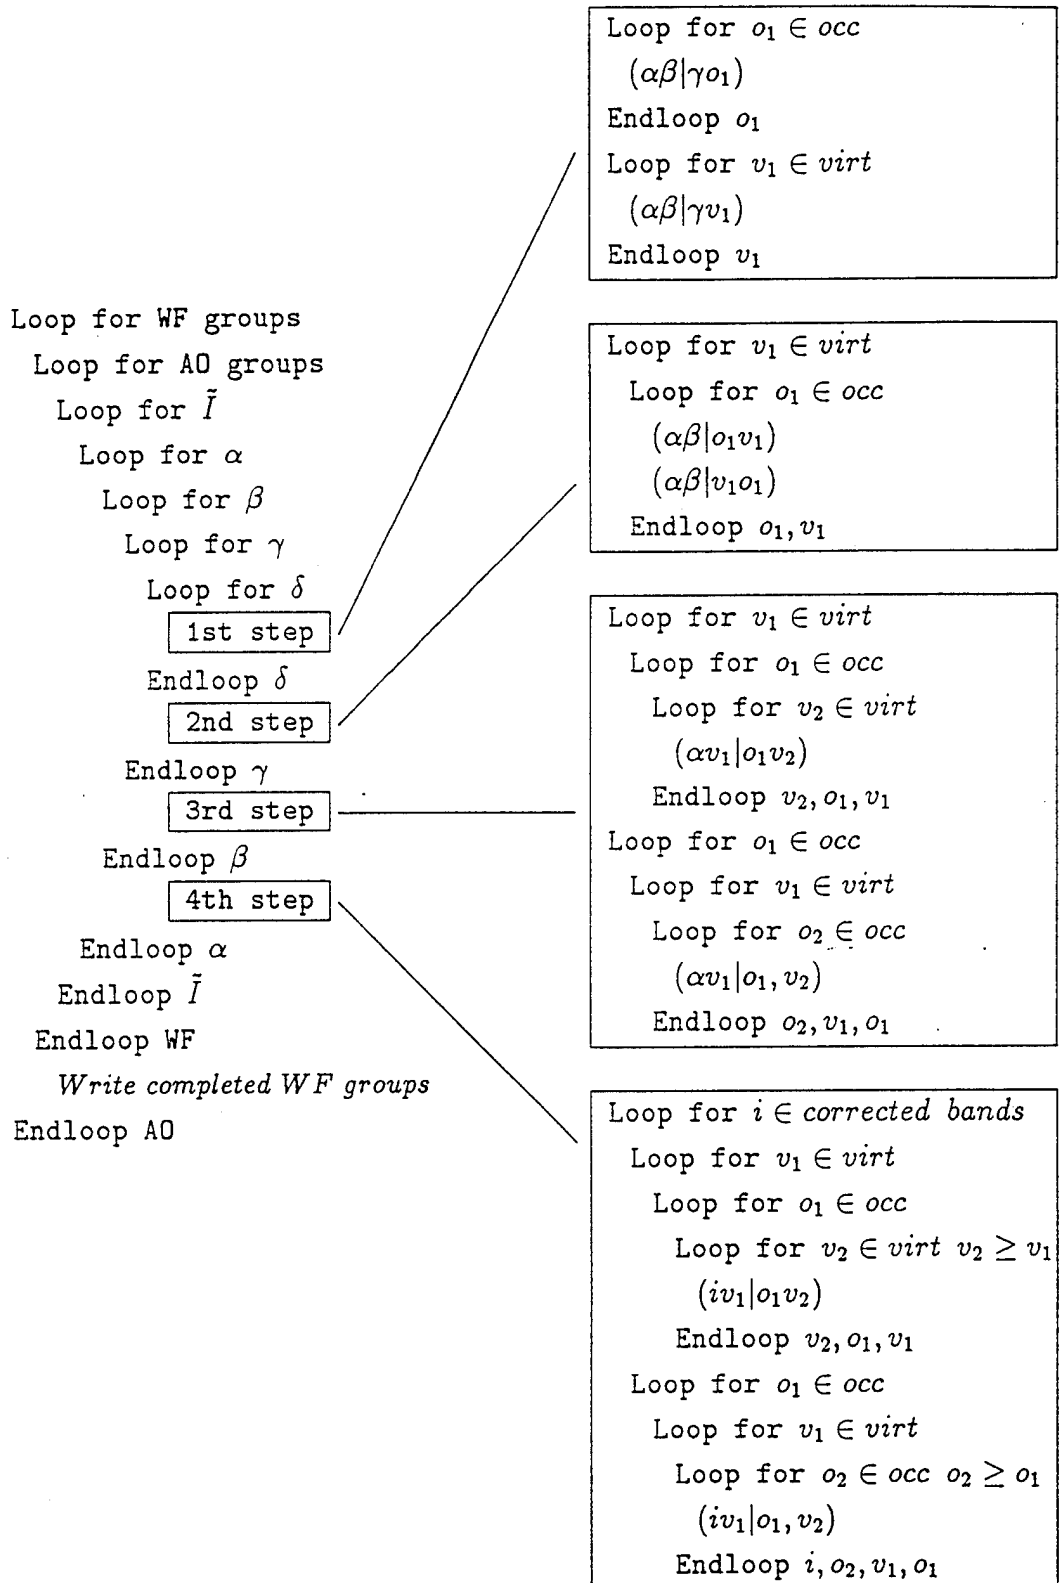 Loop for WF groups
Loop for AO groups
Loop for Ĩ
Loop for α
Loop for β
Loop for γ
Loop for δ
1st step
Endloop δ
2nd step
Endloop γ
3rd step
Endloop β
4th step
Endloop α
Endloop Ĩ
Endloop WF
Write completed WF groups
Endloop AO
Loop for o₁ ∈ occ
(αβ|γo₁)
Endloop o₁
Loop for v₁ ∈ virt
(αβ|γv₁)
Endloop v₁
Loop for v₁ ∈ virt
Loop for o₁ ∈ occ
(αβ|o₁v₁)
(αβ|v₁o₁)
Endloop o₁, v₁
Loop for v₁ ∈ virt
Loop for o₁ ∈ occ
Loop for v₂ ∈ virt
(αv₁|o₁v₂)
Endloop v₂, o₁, v₁
Loop for o₁ ∈ occ
Loop for v₁ ∈ virt
Loop for o₂ ∈ occ
(αv₁|o₁, v₂)
Endloop o₂, v₁, o₁
Loop for i ∈ corrected bands
Loop for v₁ ∈ virt
Loop for o₁ ∈ occ
Loop for v₂ ∈ virt v₂ ≥ v₁
(iv₁|o₁v₂)
Endloop v₂, o₁, v₁
Loop for o₁ ∈ occ
Loop for v₁ ∈ virt
Loop for o₂ ∈ occ o₂ ≥ o₁
(iv₁|o₁, v₂)
Endloop i, o₂, v₁, o₁